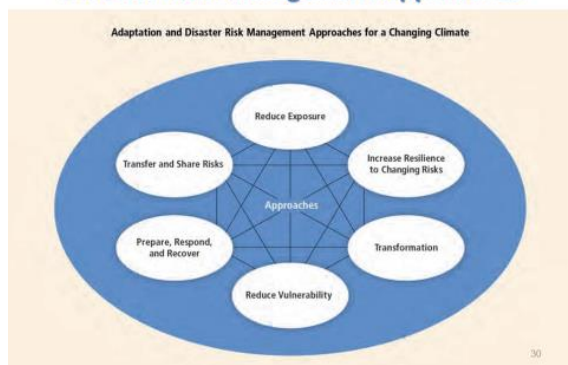 Adaptation and Disaster Risk Management Approaches for a Changing Climate
Reduce Exposure
Transfer and Share Risks
Increase Resilience
to Changing Risks
Approaches
Prepare, Respond,
and Recover
Transformation
Reduce Vulnerability
30